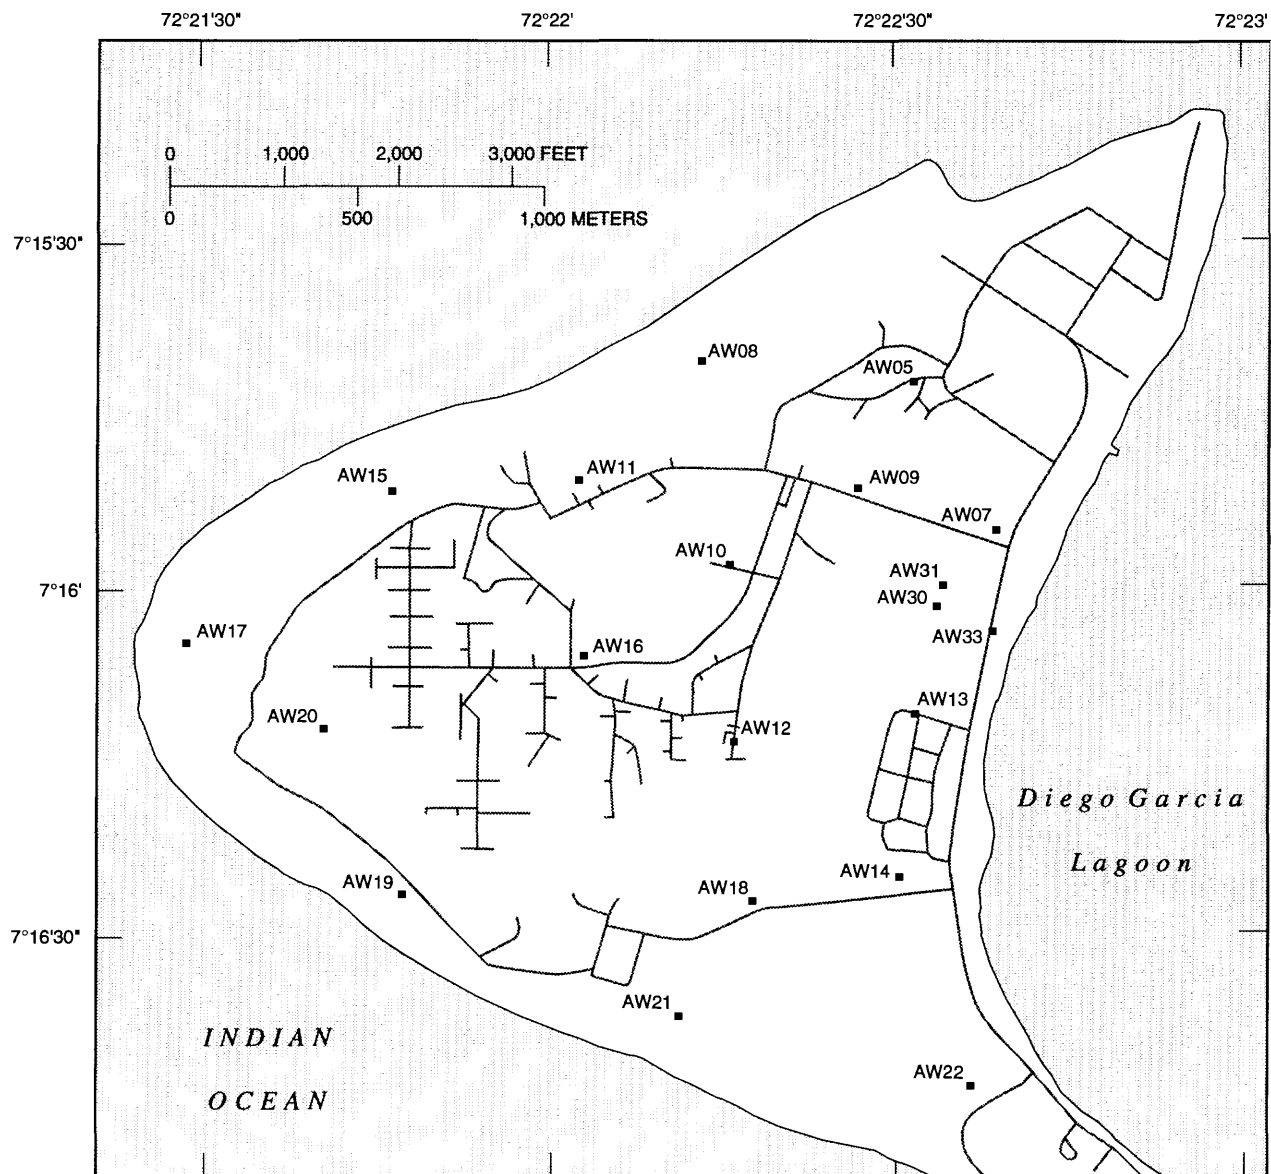 72°21'30" 72°22' 72°22'30" 72°23'
0 1,000 2,000 3,000 FEET
0 500 1,000 METERS
7°15'30"
AW08
AW05
AW15
AW11
AW09
AW07
AW10
AW31
7°16'
AW30
AW17
AW33
AW16
AW13
AW20
AW12
Diego Garcia
Lagoon
AW14
AW19
AW18
7°16'30"
AW21
INDIAN
OCEAN
AW22